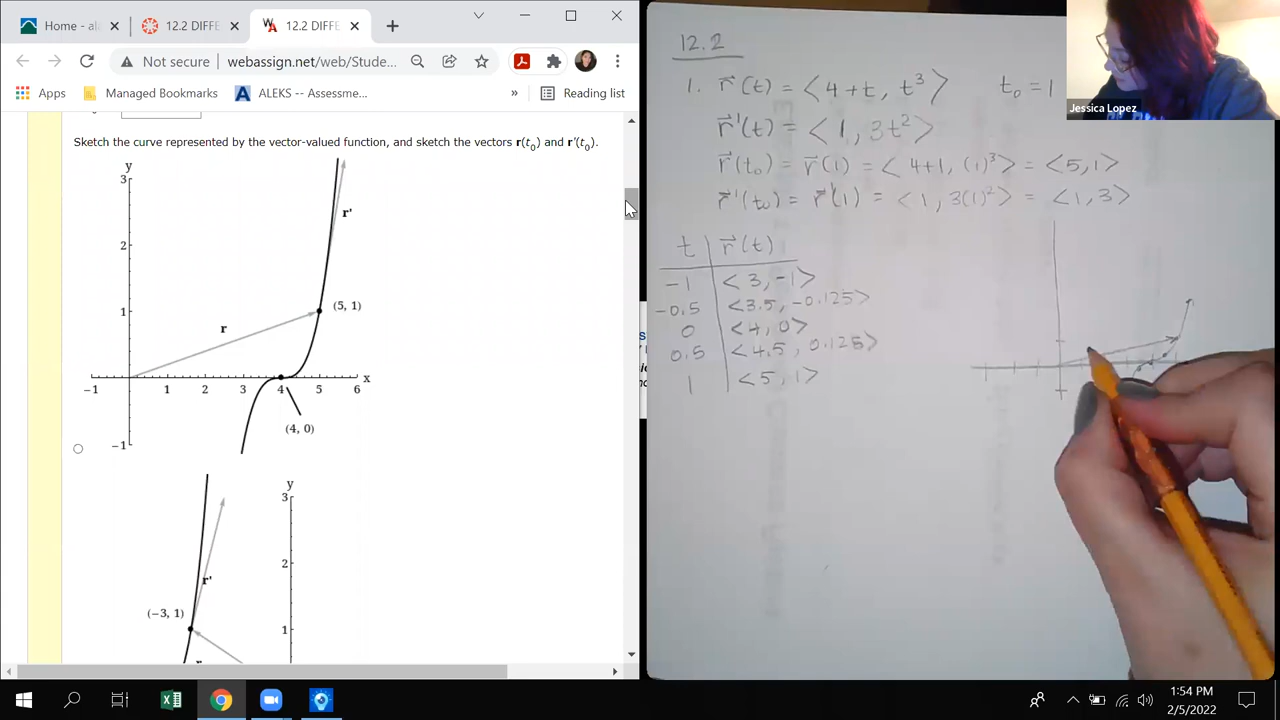 Home - al
12.2 DIFFE
12.2 DIFFE
Not secure
webassign.net/web/Stude...
Apps
Managed Bookmarks
ALEKS -- Assessme...
»
Reading list
Sketch the curve represented by the vector-valued function, and sketch the vectors r(t₀) and r'(t₀).
y
3
2
1
-1
r'
r
(5, 1)
-1 1 2 3 4 5 6 x
(4, 0)
y
3
2
1
r'
(−3, 1)
r
12.2
1. r⃗(t) = <4+t, t³> t₀ = 1
r⃗'(t) = <1, 3t²>
r⃗(t₀) = r⃗(1) = <4+1, (1)³> = <5,1>
r⃗'(t₀) = r⃗'(1) = <1, 3(1)²> = <1,3>
t r⃗(t)
-1 <3,-1>
-0.5 <3.5, -0.125>
0 <4,0>
0.5 <4.5, 0.125>
1 <5,1>
Jessica Lopez
1:54 PM
2/5/2022